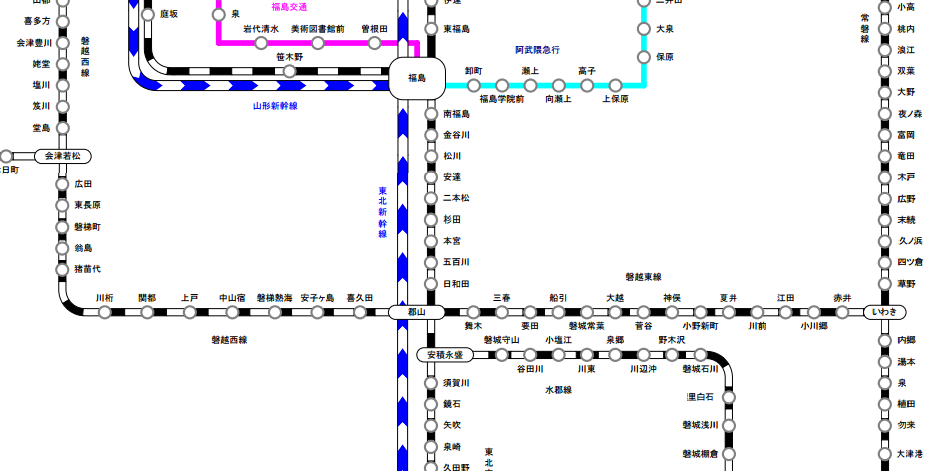 喜多方
会津豊川
姥堂
塩川
笈川
堂島
会津若松
広田
東長原
磐梯町
翁島
猪苗代
磐越西線
川桁
関都
上戸
中山宿
磐梯熱海
安子ヶ島
喜久田
郡山
磐越西線
庭坂
泉
福島交通
岩代清水
美術図書館前
曽根田
笹木野
福島
山形新幹線
東北新幹線
東福島
南福島
金谷川
松川
安達
二本松
杉田
本宮
五百川
日和田
安積永盛
須賀川
鏡石
矢吹
泉崎
久田野
東
北
阿武隈急行
卸町
福島学院前
瀬上
向瀬上
高子
上保原
保原
大泉
磐越東線
舞木
三春
要田
船引
磐城常葉
大越
菅谷
神俣
小野新町
夏井
川前
江田
小川郷
赤井
いわき
磐城守山
谷田川
小塩江
川東
泉郷
川辺沖
野木沢
磐城石川
水郡線
里白石
磐城浅川
磐城棚倉
常磐線
小高
桃内
浪江
双葉
大野
夜ノ森
富岡
竜田
木戸
広野
末続
久ノ浜
四ツ倉
草野
内郷
湯本
泉
植田
勿来
大津港